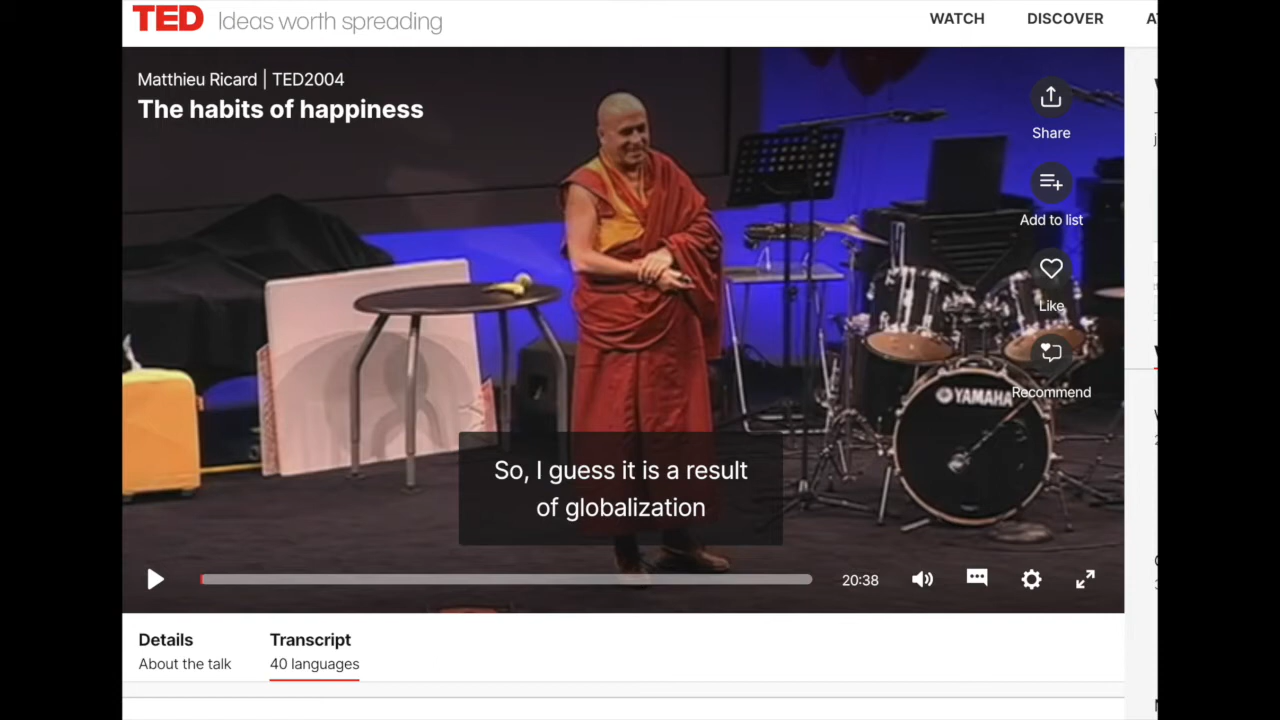 TED Ideas worth spreading
WATCH DISCOVER
Matthieu Ricard | TED2004
The habits of happiness
Share
Add to list
Like
YAMAHA
Recommend
So, I guess it is a result
of globalization
20:38
Details
Transcript
About the talk
40 languages